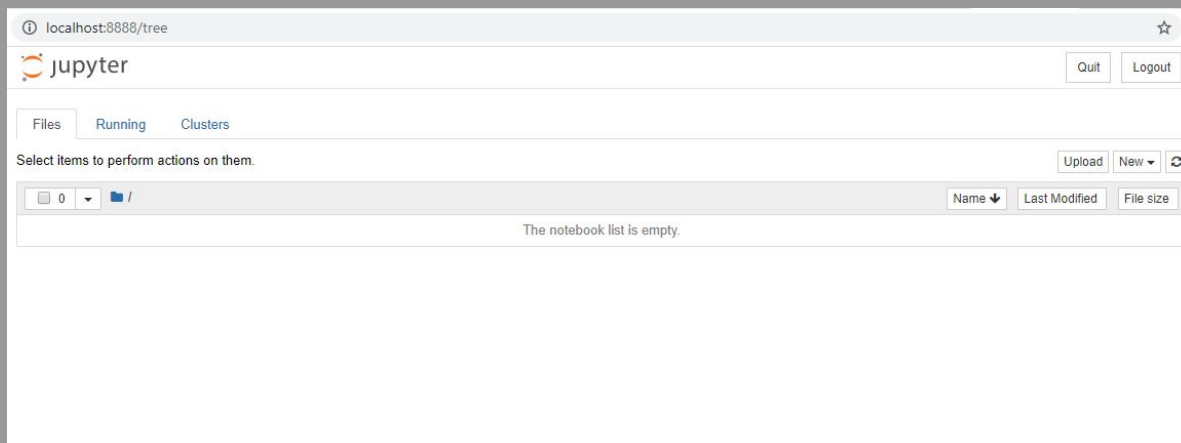 localhost:8888/tree
jupyter
Quit Logout
Files Running Clusters
Select items to perform actions on them.
Upload New
0 / Name Last Modified File size
The notebook list is empty.